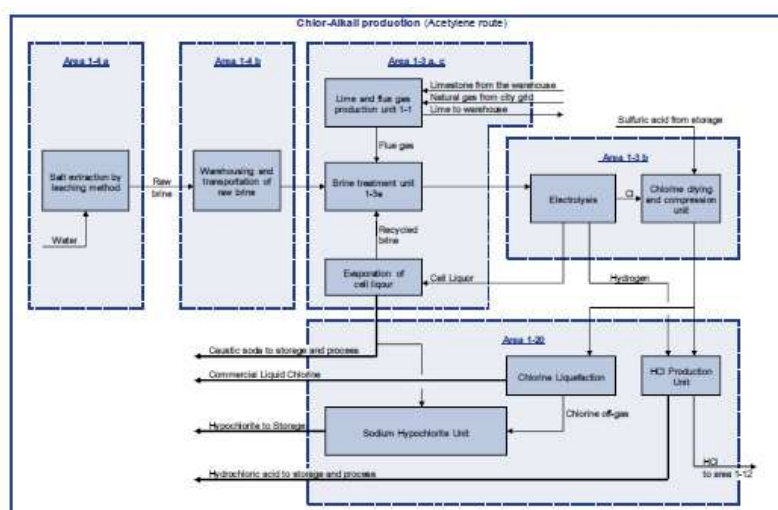 Chlor-Alkali production (Acetylene route)
Area 1-4 a
Area 1-4 b
Area 1-3 a, c
Lime and flue gas
production unit 1-1
Limestone from the warehouse
Natural gas from city grid
Lime to warehouse
Sulfuric acid from storage
Flue gas
Area 1-3 b
Salt extraction by
leaching method
Raw
brine
Warehousing and
transportation of
raw brine
Brine treatment unit
1-3a
Electrolysis
Cl
Chlorine drying
and compression
unit
Water
Recycled
brine
Evaporation of
cell liquor
Cell Liquor
Hydrogen
Area 1-20
Caustic soda to storage and process
Commercial Liquid Chlorine
Chlorine Liquefaction
HCl Production
Unit
Chlorine off-gas
Hypochlorite to Storage
Sodium Hypochlorite Unit
HCl
to area 1-12
Hydrochloric acid to storage and process